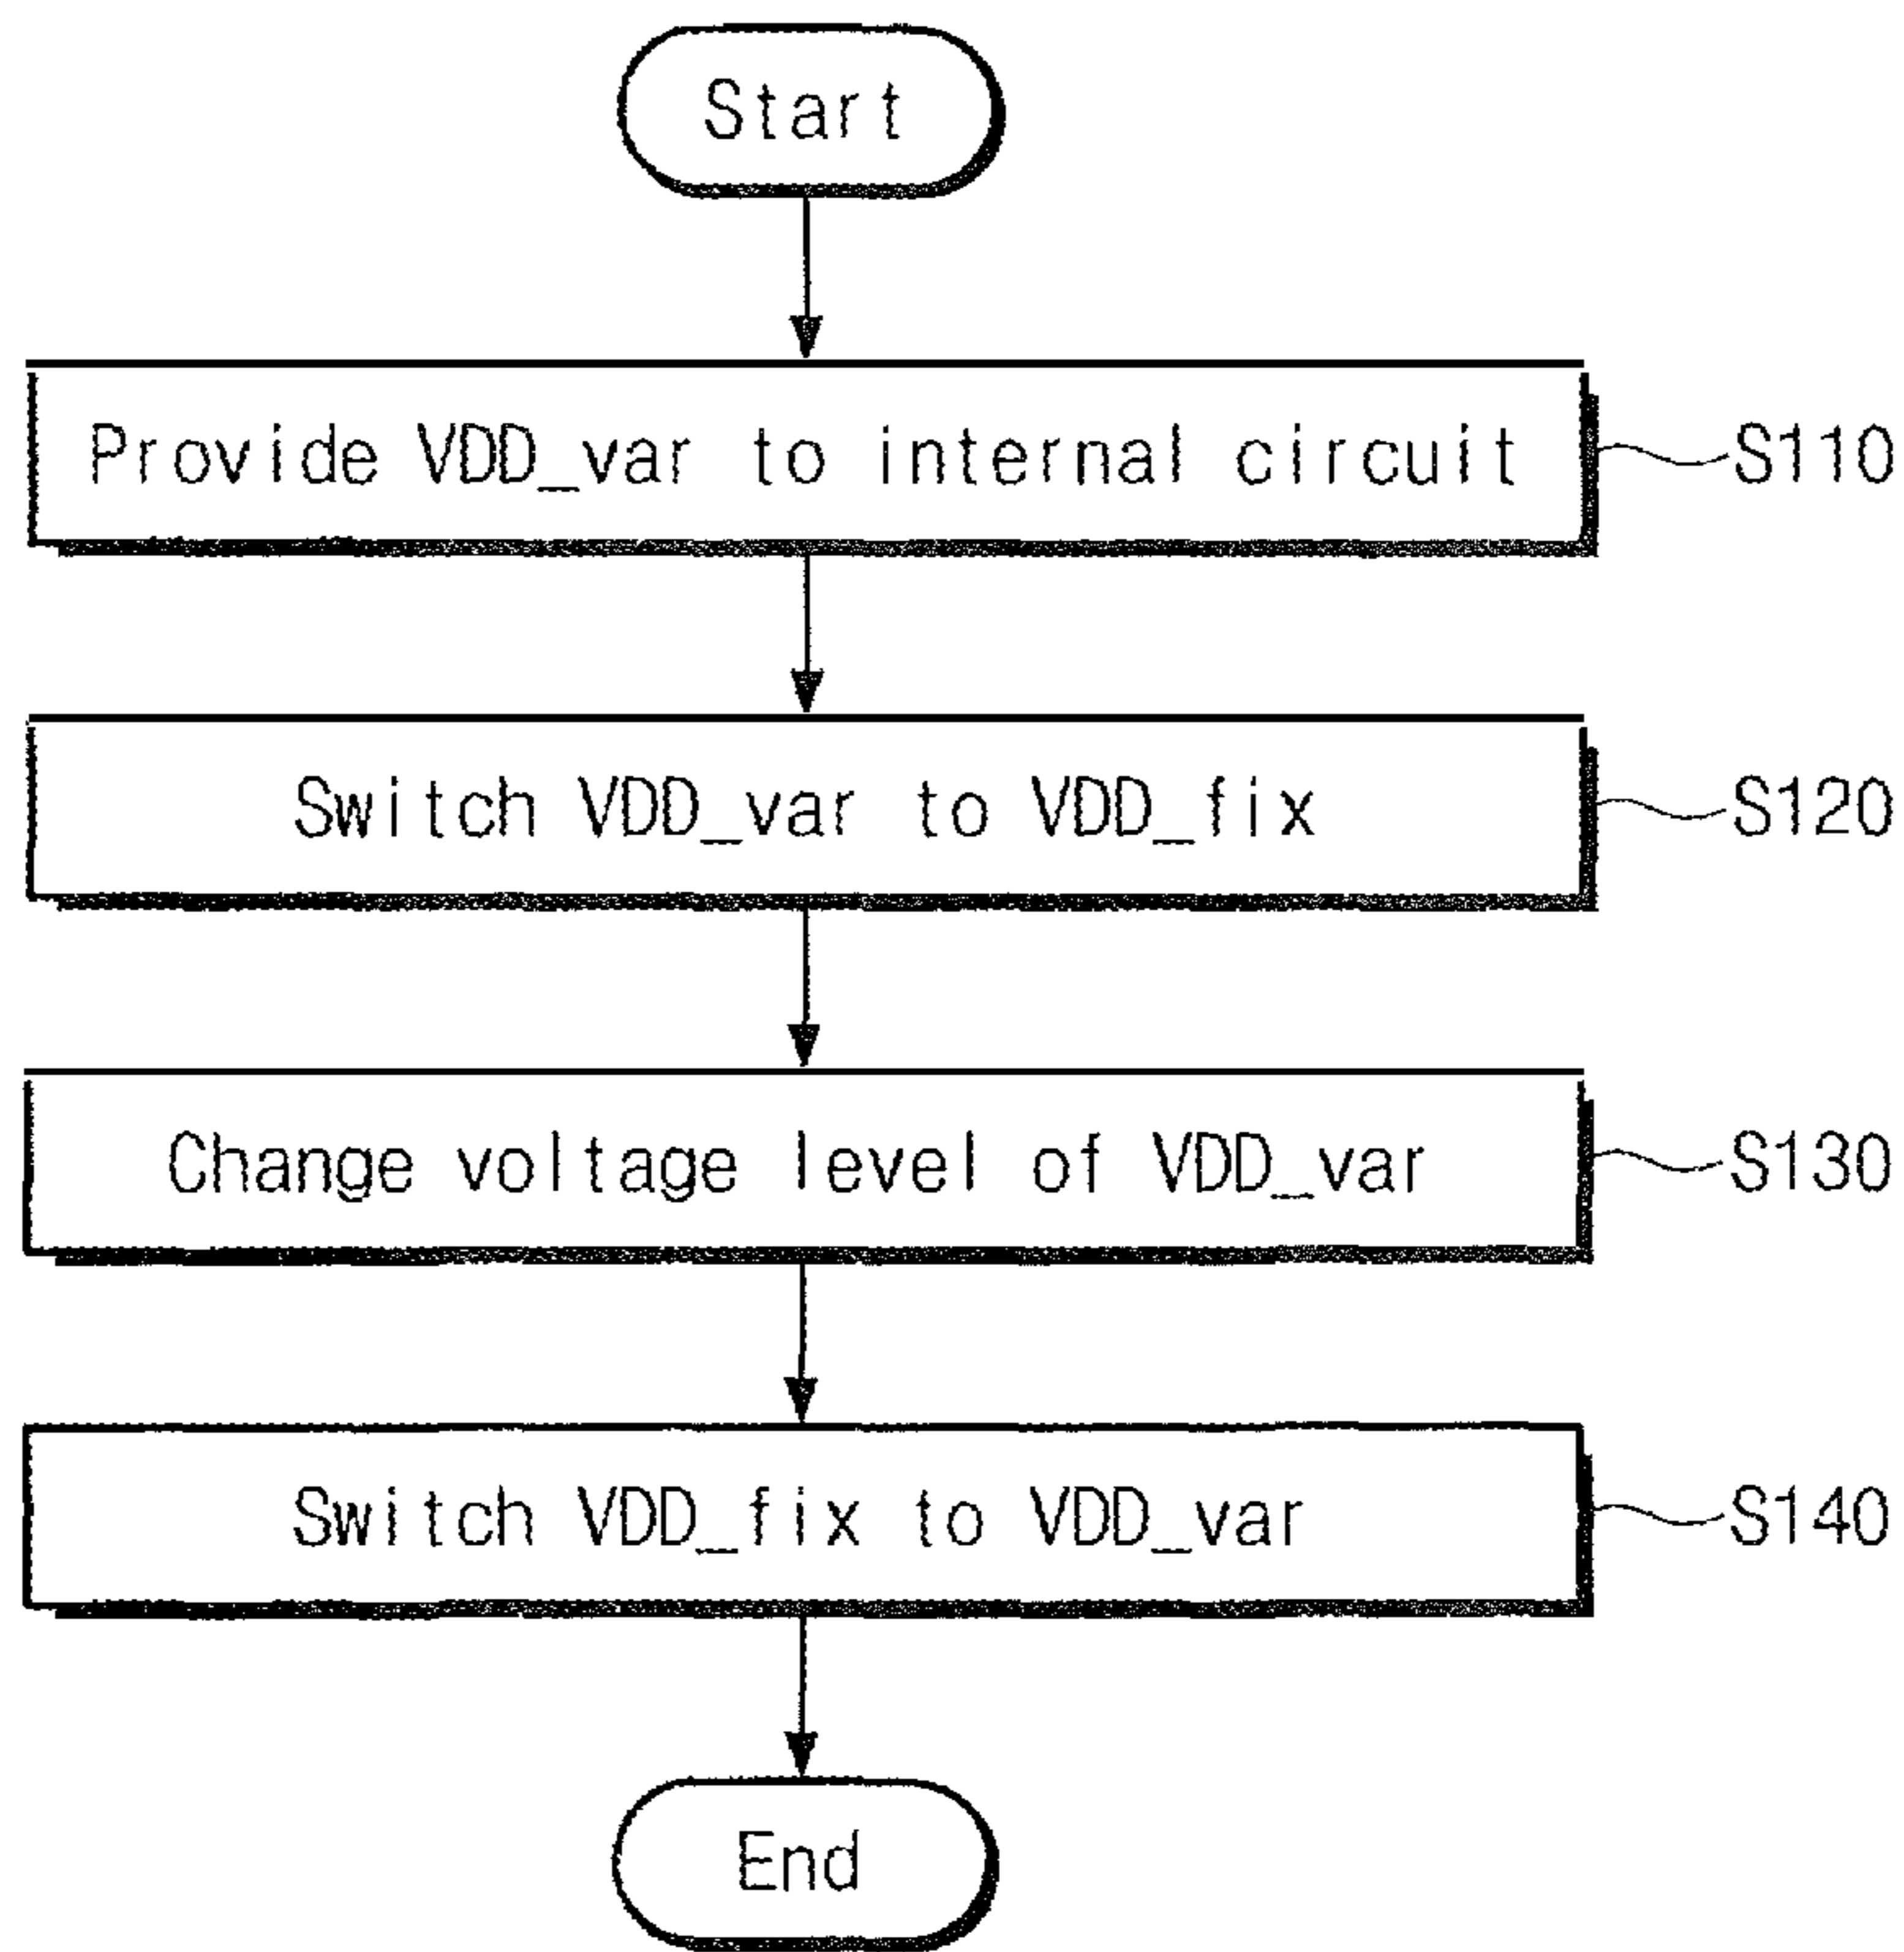 Start
Provide VDD_var to internal circuit
S110
Switch VDD_var to VDD_fix
S120
Change voltage level of VDD_var
S130
Switch VDD_fix to VDD_var
S140
End